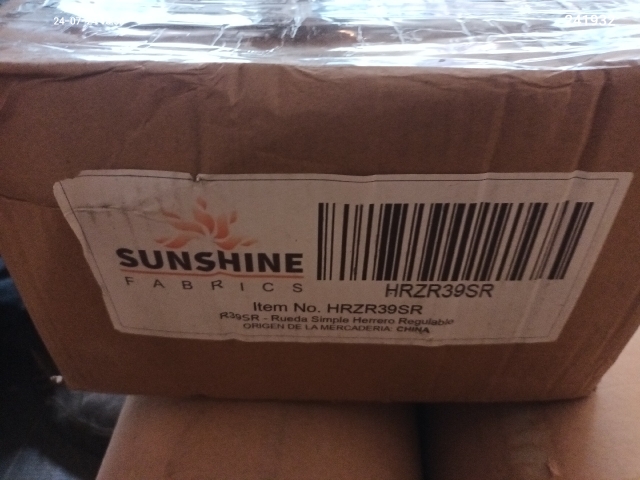 SUNSHINE
FABRICS
HRZR39SR
Item No. HRZR39SR
R39SR - Rueda Simple Herrero Regulable
ORIGEN DE LA MERCADERIA: CHINA